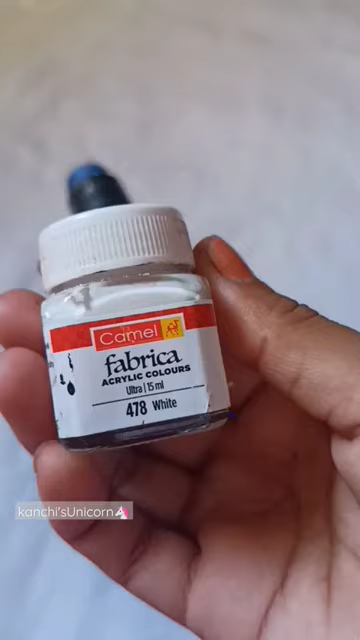 Camel
fabrica
ACRYLIC COLOURS
Ultra | 15 ml
478 White
kanchi'sUnicorn🦄